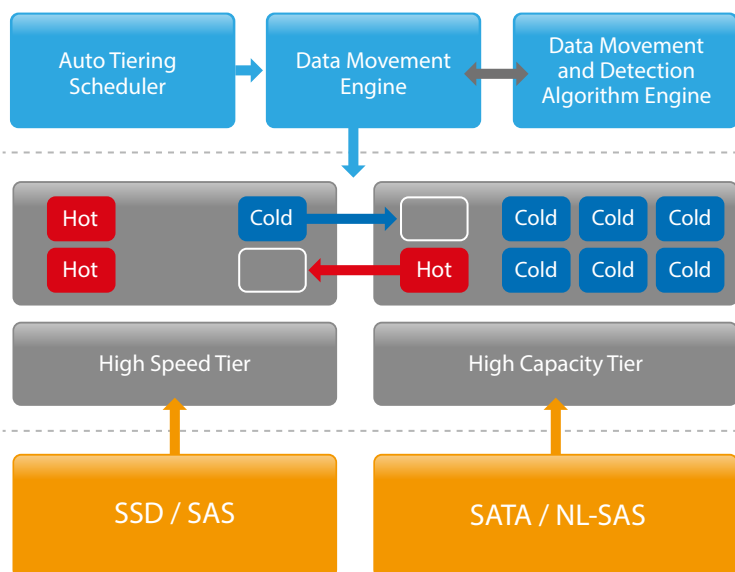 Auto Tiering
Scheduler
Data Movement
Engine
Data Movement
and Detection
Algorithm Engine
Hot
Cold
Cold
Cold
Cold
Hot
Hot
Cold
Cold
Cold
High Speed Tier
High Capacity Tier
SSD / SAS
SATA / NL-SAS